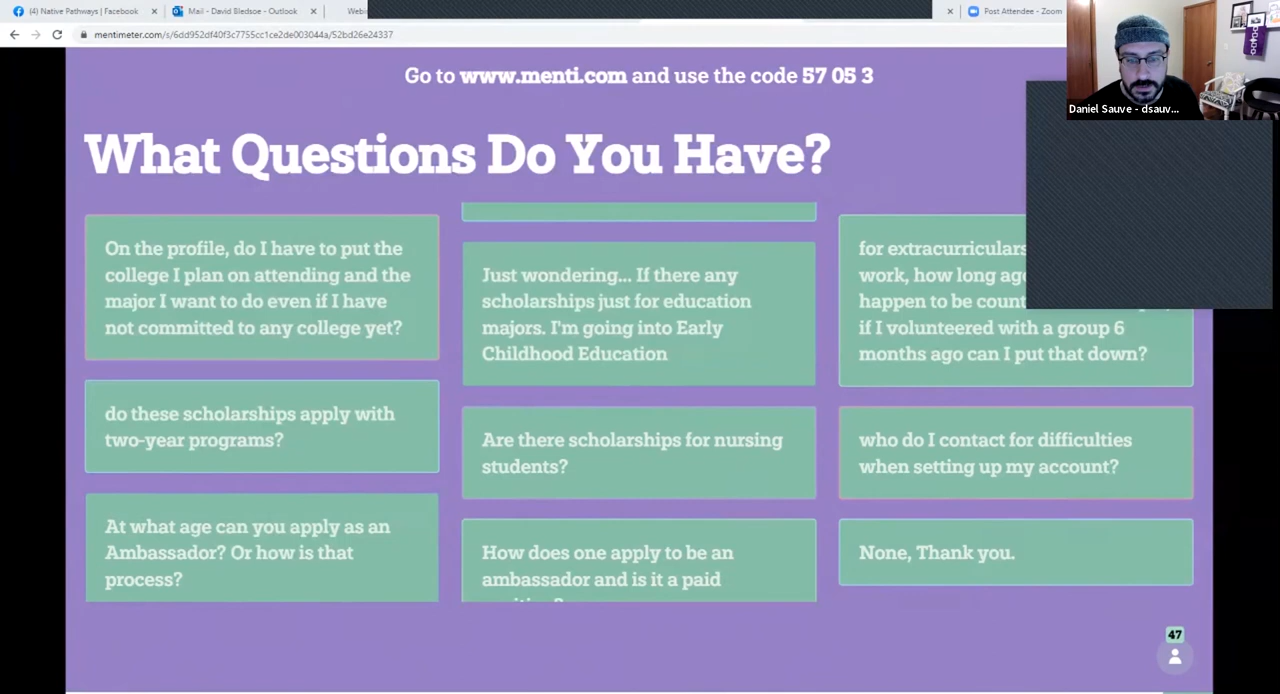 (4) Native Pathways | Facebook
Mail - David Bledsoe - Outlook
Post Attendee - Zoom
mentimeter.com/s/6dd952df40f3c7755cc1ce2de003044a/52bd26e24337
Daniel Sauve - dsauv...
Go to www.menti.com and use the code 57 05 3
What Questions Do You Have?
On the profile, do I have to put the
college I plan on attending and the
major I want to do even if I have
not committed to any college yet?
do these scholarships apply with
two-year programs?
At what age can you apply as an
Ambassador? Or how is that
process?
Just wondering... If there any
scholarships just for education
majors. I'm going into Early
Childhood Education
Are there scholarships for nursing
students?
How does one apply to be an
ambassador and is it a paid
for extracurriculars
work, how long ag
happen to be count
if I volunteered with a group 6
months ago can I put that down?
who do I contact for difficulties
when setting up my account?
None, Thank you.
47